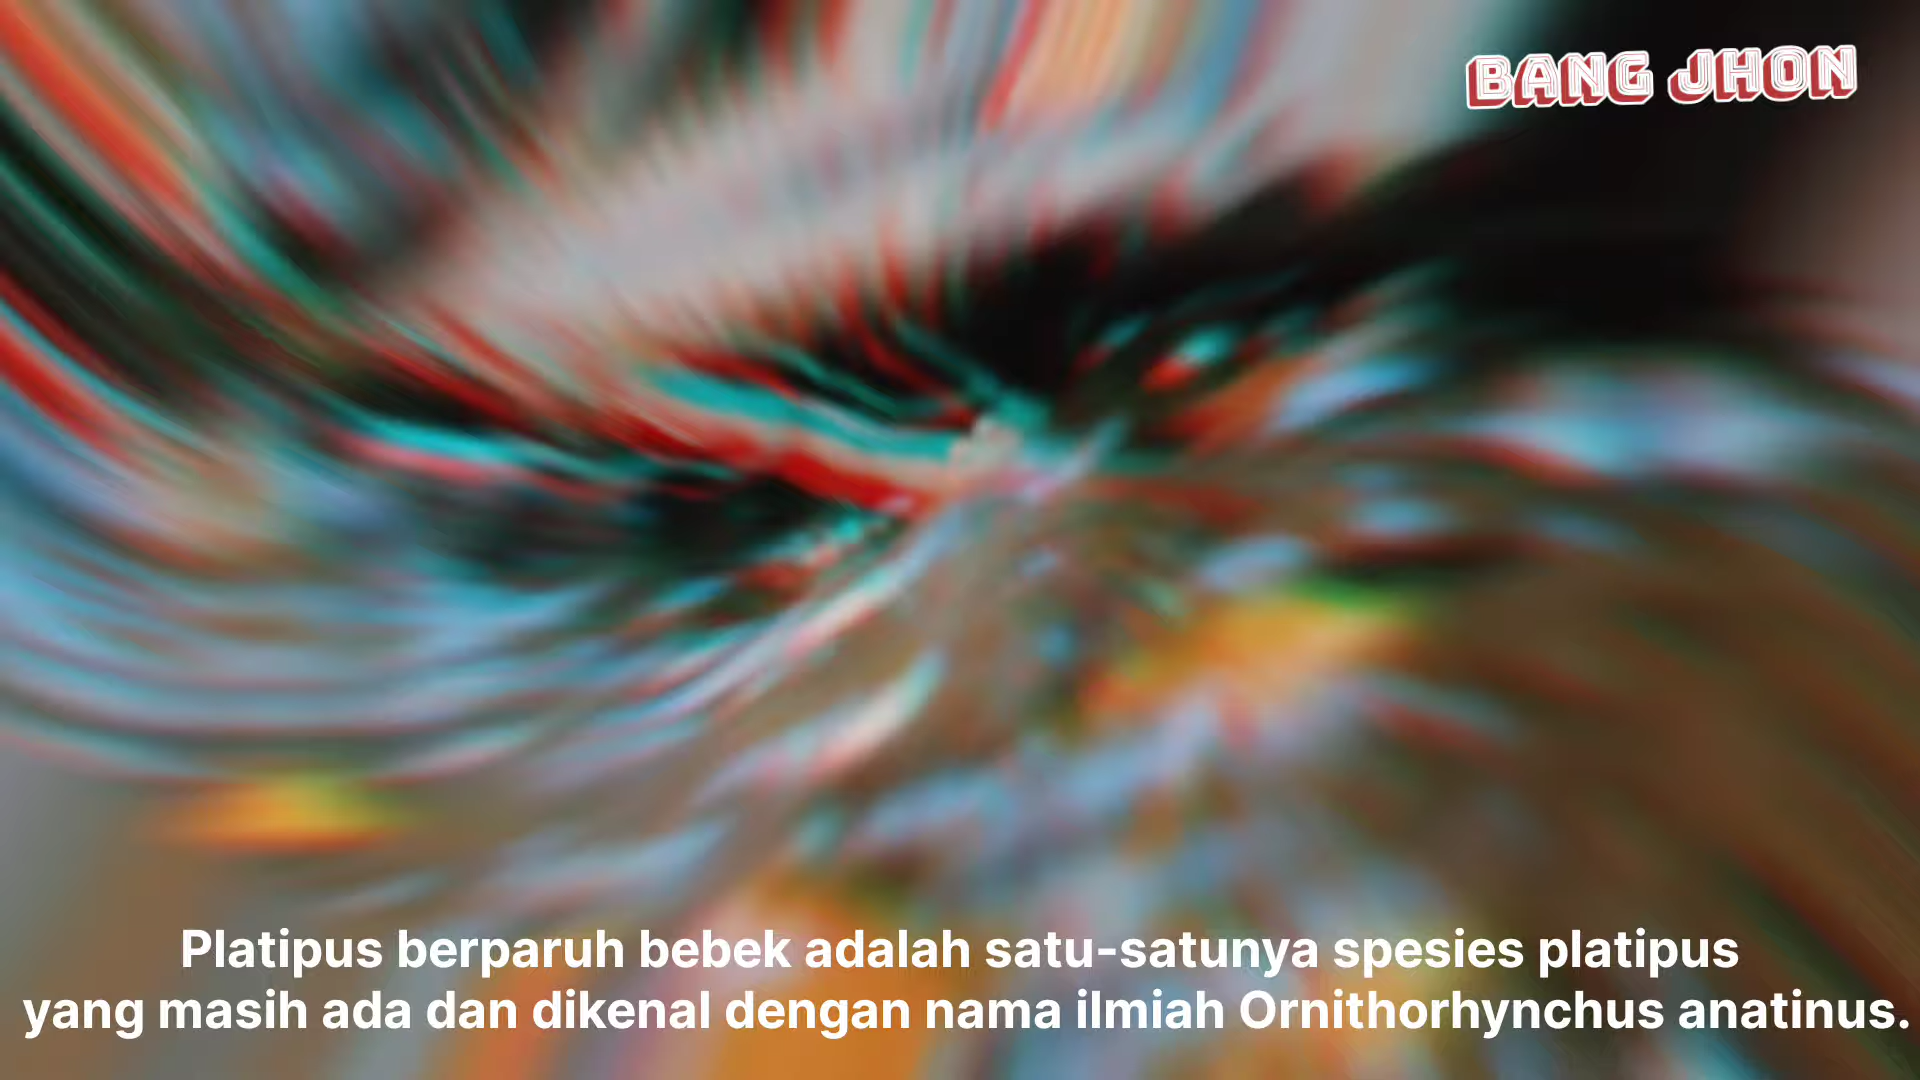 BANG JHON
Platipus berparuh bebek adalah satu-satunya spesies platipus
yang masih ada dan dikenal dengan nama ilmiah Ornithorhynchus anatinus.